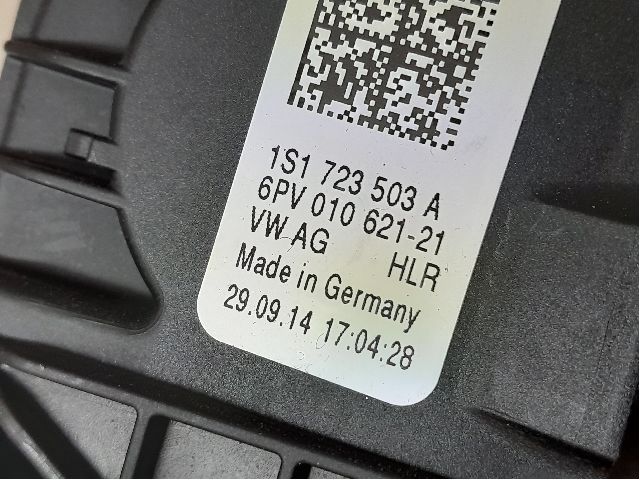 1S1 723 503 A
6PV 010 621-21
VW AG HLR
Made in Germany
29.09.14 17:04:28